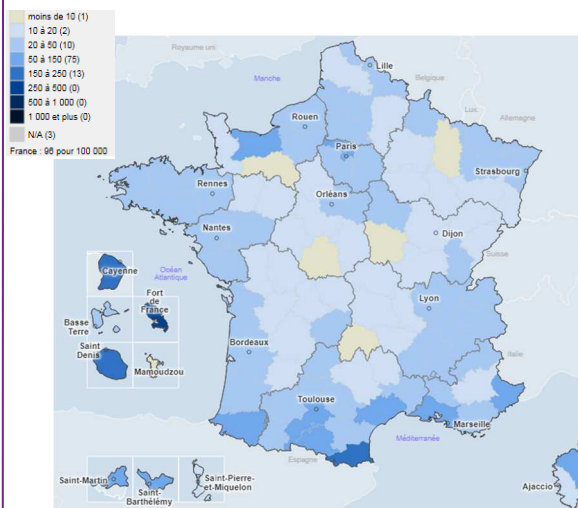 moins de 10 (1)
10 à 20 (2)
20 à 50 (10)
50 à 150 (75)
150 à 250 (13)
250 à 500 (0)
500 à 1 000 (0)
1 000 et plus (0)
N/A (3)
France : 96 pour 100 000
Royaume uni
Lille
Manche
Belgique
Luc
Allemagne
Rouen
Paris
Strasbourg
Rennes
Orléans
Nantes
Dijon
Suisse
Cayenne
Océan
Atlantique
Fort
de
France
Lyon
Basse
Terre
Saint
Denis
Bordeaux
Italie
Mamoudzou
Toulouse
Marseille
Méditerranée
Espagne
Saint-Martin
Saint-
Barthélémy
Saint-Pierre-
et-Miquelon
Ajaccio